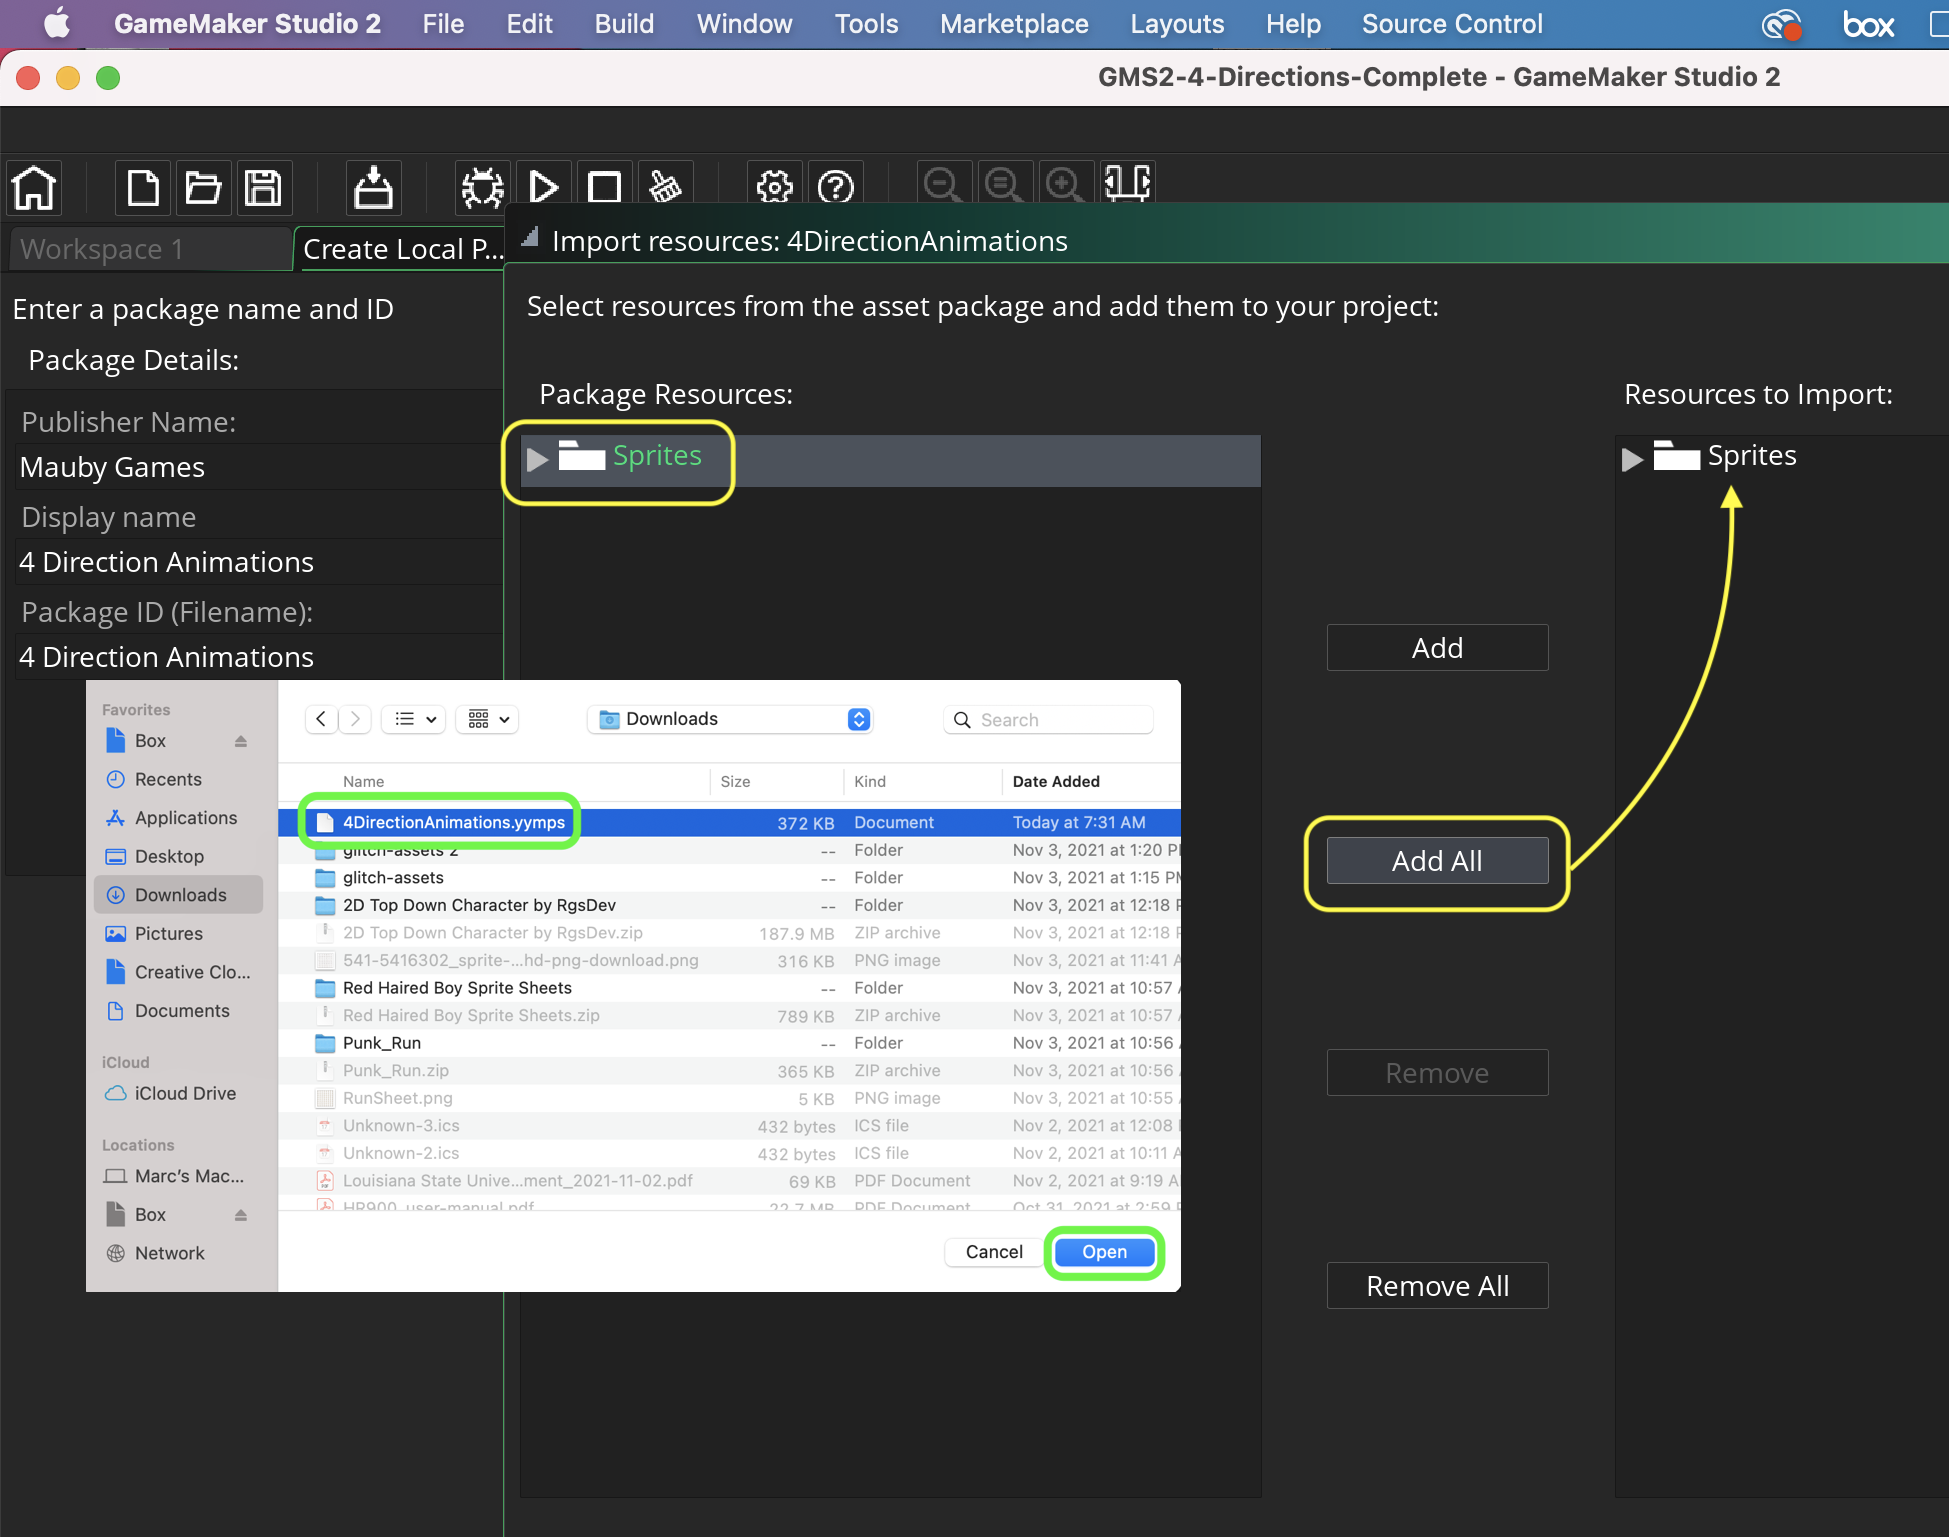 GameMaker Studio 2 File Edit Build Window Tools Marketplace Layouts Help Source Control box
GMS2-4-Directions-Complete - GameMaker Studio 2
Workspace 1
Create Local P...
Import resources: 4DirectionAnimations
Enter a package name and ID
Select resources from the asset package and add them to your project:
Package Details:
Package Resources:
Resources to Import:
Publisher Name:
Sprites
Sprites
Mauby Games
Display name
4 Direction Animations
Package ID (Filename):
4 Direction Animations
Add
Add All
Remove
Remove All
Favorites
Box
Recents
Applications
Desktop
Downloads
Pictures
Creative Clo...
Documents
iCloud
iCloud Drive
Locations
Marc's Mac...
Box
Network
Downloads
Search
Name Size Kind Date Added
4DirectionAnimations.yymps 372 KB Document Today at 7:31 AM
glitch-assets 2 -- Folder Nov 3, 2021 at 1:20 P
glitch-assets -- Folder Nov 3, 2021 at 1:15 PM
2D Top Down Character by RgsDev -- Folder Nov 3, 2021 at 12:18
2D Top Down Character by RgsDev.zip 187.9 MB ZIP archive Nov 3, 2021 at 12:18
541-5416302_sprite-...hd-png-download.png 316 KB PNG image Nov 3, 2021 at 11:41 A
Red Haired Boy Sprite Sheets -- Folder Nov 3, 2021 at 10:57
Red Haired Boy Sprite Sheets.zip 789 KB ZIP archive Nov 3, 2021 at 10:57
Punk_Run -- Folder Nov 3, 2021 at 10:56
Punk_Run.zip 365 KB ZIP archive Nov 3, 2021 at 10:56
RunSheet.png 5 KB PNG image Nov 3, 2021 at 10:55
Unknown-3.ics 432 bytes ICS file Nov 2, 2021 at 12:08
Unknown-2.ics 432 bytes ICS file Nov 2, 2021 at 10:11 A
Louisiana State Unive...ment_2021-11-02.pdf 69 KB PDF Document Nov 2, 2021 at 9:19 A
HR900_user-manual.pdf 22.7 MB PDF Document Oct 31, 2021 at 2:59
Cancel
Open